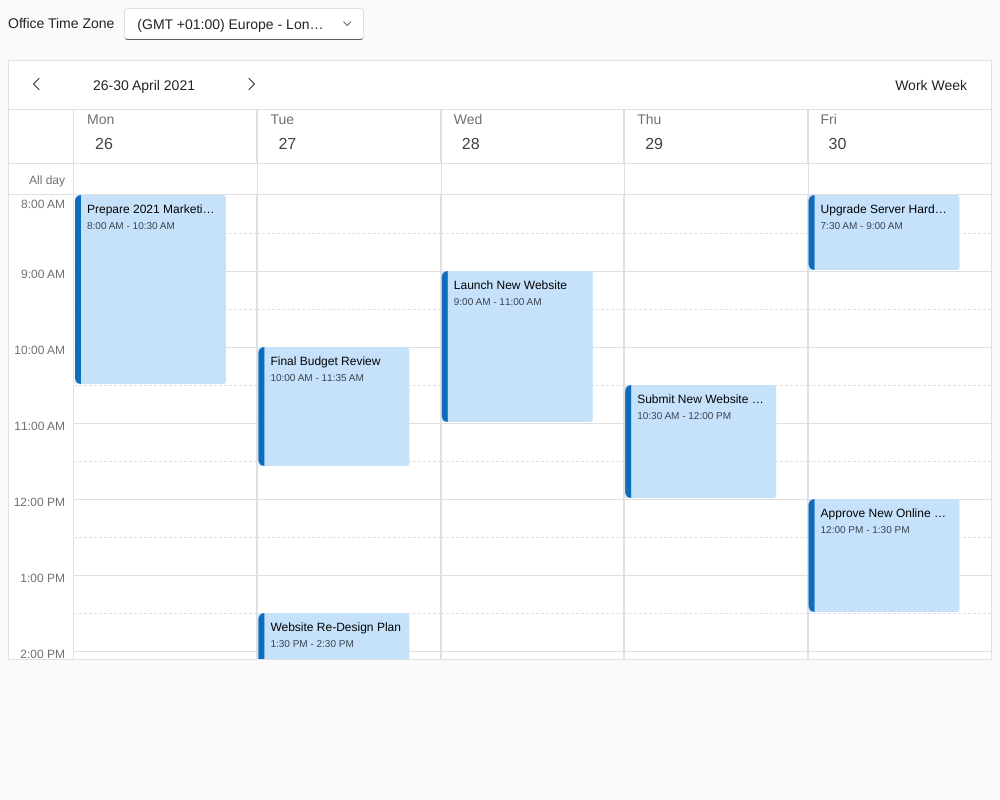 Office Time Zone
(GMT +01:00) Europe - Lon…
26-30 April 2021
Work Week
Mon
26
Tue
27
Wed
28
Thu
29
Fri
30
All day
8:00 AM
9:00 AM
10:00 AM
11:00 AM
12:00 PM
1:00 PM
2:00 PM
Prepare 2021 Marketi…
8:00 AM - 10:30 AM
Final Budget Review
10:00 AM - 11:35 AM
Website Re-Design Plan
1:30 PM - 2:30 PM
Launch New Website
9:00 AM - 11:00 AM
Submit New Website …
10:30 AM - 12:00 PM
Upgrade Server Hard…
7:30 AM - 9:00 AM
Approve New Online …
12:00 PM - 1:30 PM